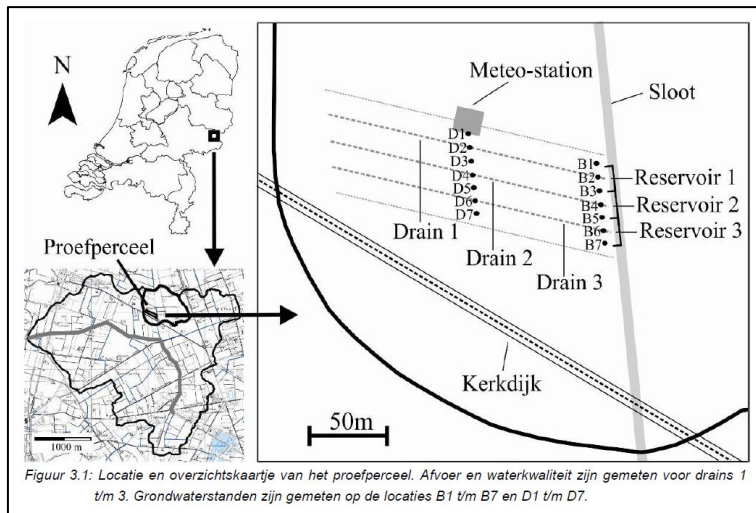 N
Proefperceel
1000 m
Meteo-station
Sloot
D1
D2
D3
D4
D5
D6
D7
B1
B2
B3
B4
B5
B6
B7
Reservoir 1
Reservoir 2
Reservoir 3
Drain 1
Drain 2
Drain 3
Kerkdijk
50m
Figuur 3.1: Locatie en overzichtskaartje van het proefperceel. Afvoer en waterkwaliteit zijn gemeten voor drains 1
t/m 3. Grondwaterstanden zijn gemeten op de locaties B1 t/m B7 en D1 t/m D7.